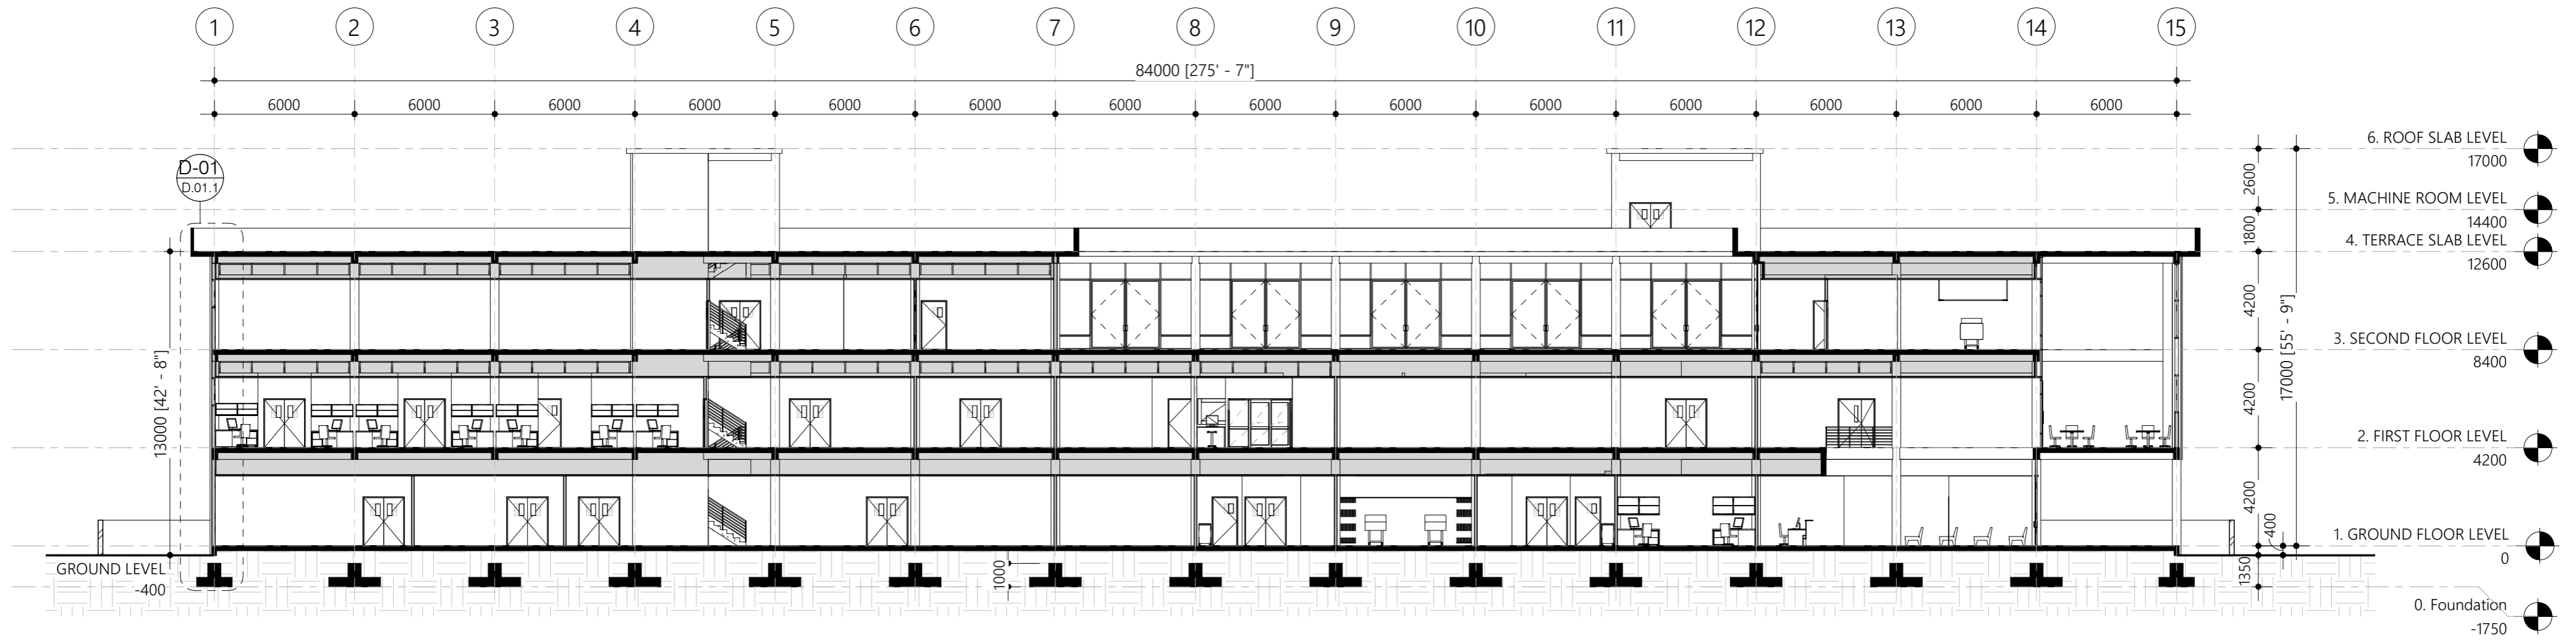 1 2 3 4 5 6 7 8 9 10 11 12 13 14 15
84000 [275' - 7"]
6000 6000 6000 6000 6000 6000 6000 6000 6000 6000 6000 6000 6000 6000
D-01
D.01.1
6. ROOF SLAB LEVEL
17000
2600
5. MACHINE ROOM LEVEL
14400
1800
4. TERRACE SLAB LEVEL
12600
4200
3. SECOND FLOOR LEVEL
8400
17000 [55' - 9"]
13000 [42' - 8"]
4200
2. FIRST FLOOR LEVEL
4200
4200
400
1. GROUND FLOOR LEVEL
0
GROUND LEVEL
-400
1000
1350
0. Foundation
-1750